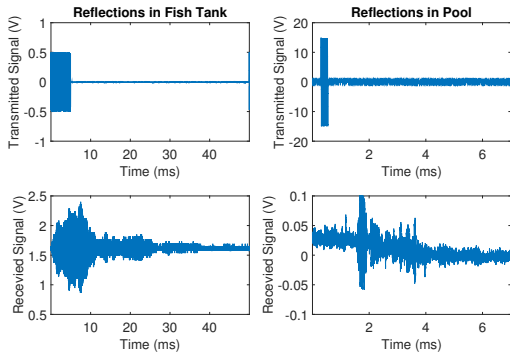 Reflections in Fish Tank
Transmitted Signal (V)
1
0.5
0
-0.5
-1
10 20 30 40 50
Time (ms)
Reflections in Pool
Transmitted Signal (V)
20
10
0
-10
-20
2 4 6
Time (ms)
Recevied Signal (V)
2.5
2
1.5
1
0.5
0 10 20 30 40 50
Time (ms)
Recevied Signal (V)
0.1
0.05
0
-0.05
-0.1
2 4 6
Time (ms)